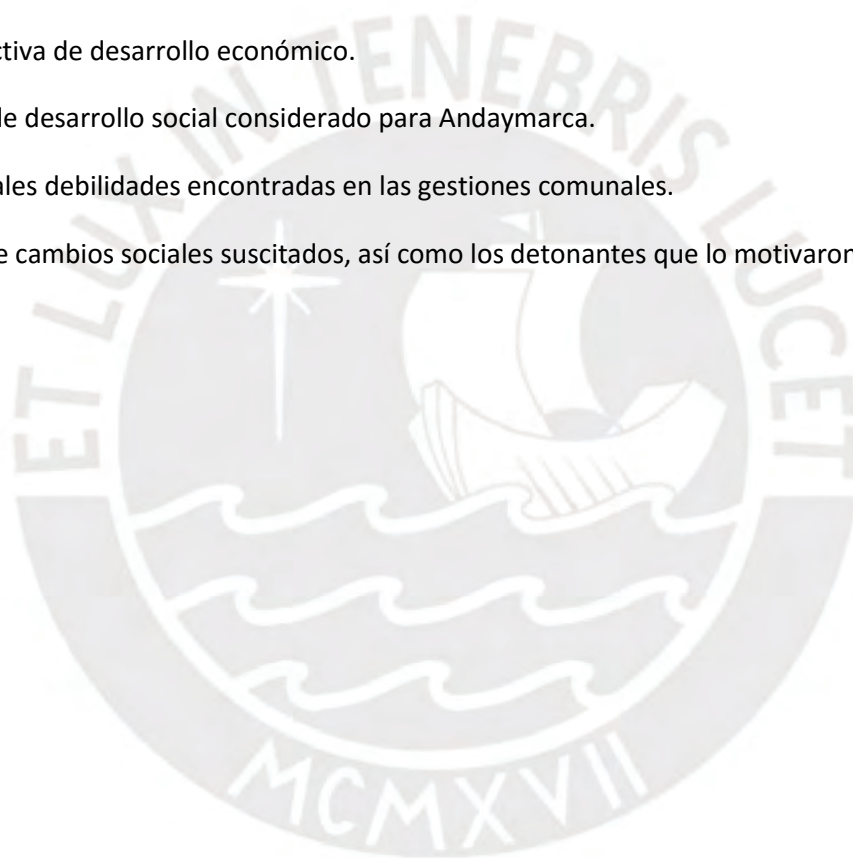 ctiva de desarrollo económico.
de desarrollo social considerado para Andaymarca.
ales debilidades encontradas en las gestiones comunales.
e cambios sociales suscitados, así como los detonantes que lo motivaron
ET LUX IN TENEBRIS LUCET
MCMXVII